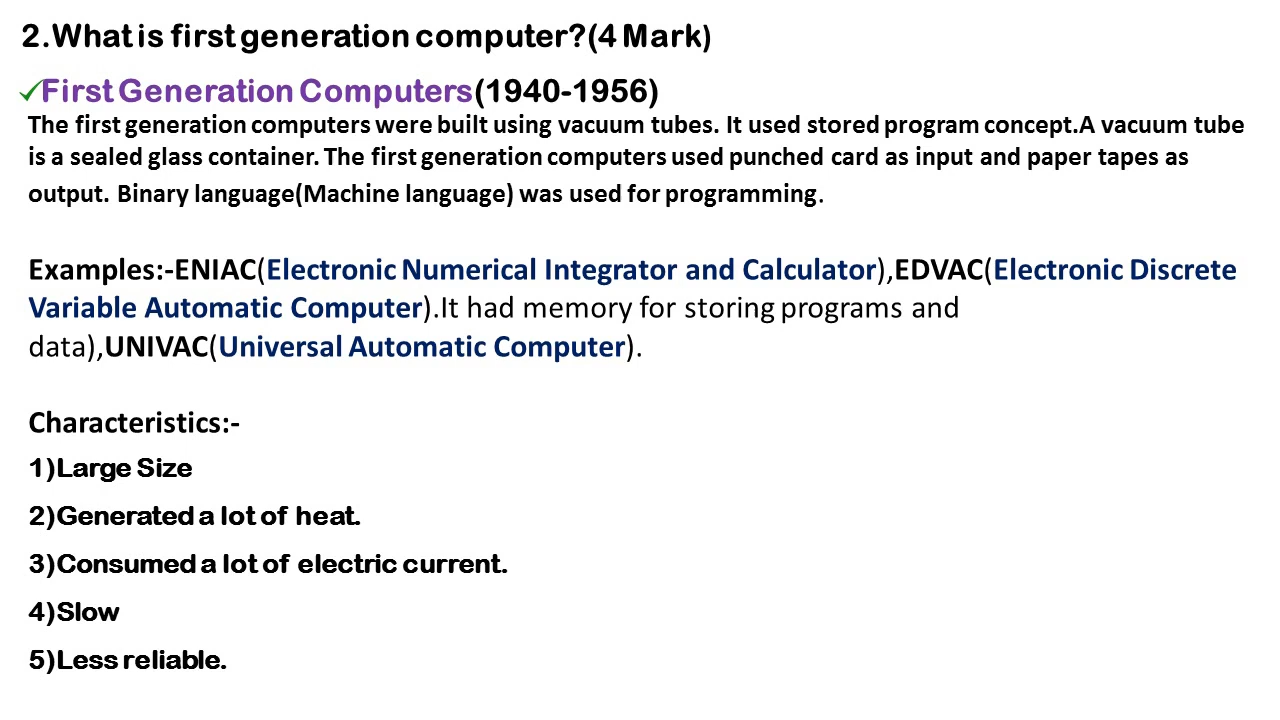 2.What is first generation computer?(4 Mark)
✓First Generation Computers(1940-1956)
The first generation computers were built using vacuum tubes. It used stored program concept.A vacuum tube
is a sealed glass container. The first generation computers used punched card as input and paper tapes as
output. Binary language(Machine language) was used for programming.
Examples:-ENIAC(Electronic Numerical Integrator and Calculator),EDVAC(Electronic Discrete
Variable Automatic Computer).It had memory for storing programs and
data),UNIVAC(Universal Automatic Computer).
Characteristics:-
1)Large Size
2)Generated a lot of heat.
3)Consumed a lot of electric current.
4)Slow
5)Less reliable.